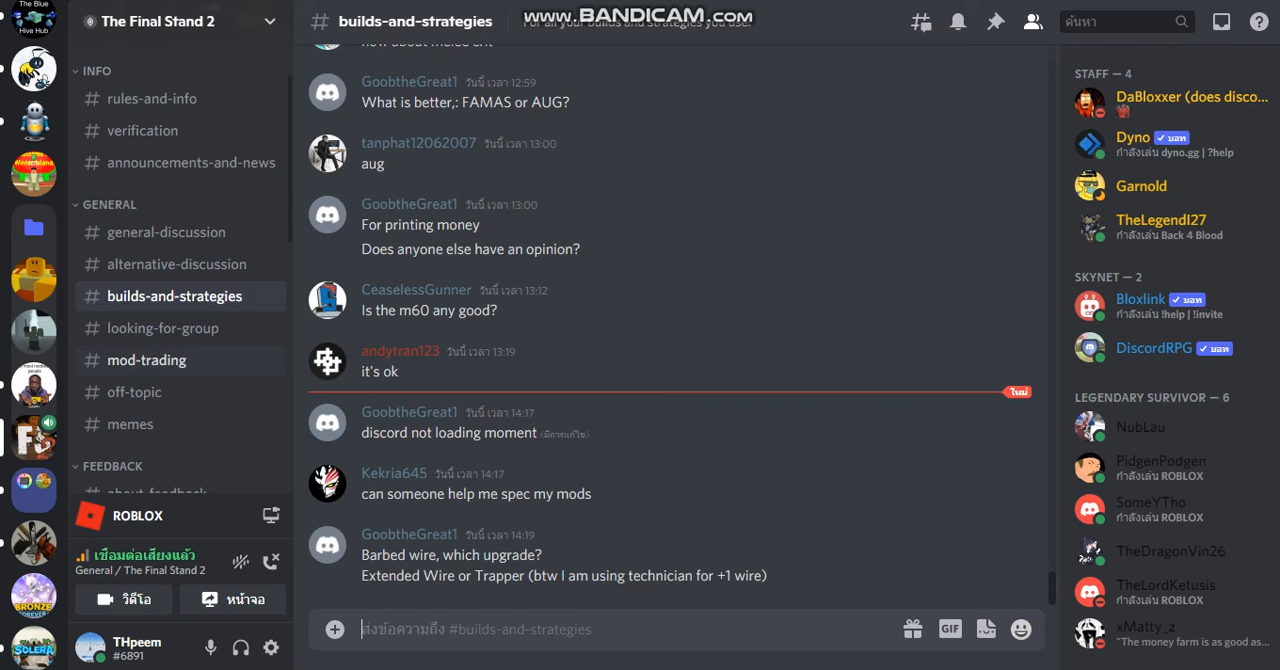 The Blue
Hive Hub
The Final Stand 2
# builds-and-strategies
For all your builds and strategies you use.
www.BANDICAM.com
ค้นหา
INFO
# rules-and-info
# verification
# announcements-and-news
GENERAL
# general-discussion
# alternative-discussion
# builds-and-strategies
# looking-for-group
# mod-trading
# off-topic
# memes
FEEDBACK
# about-feedback
ROBLOX
เชื่อมต่อเสียงแล้ว
General / The Final Stand 2
วิดีโอ
หน้าจอ
THpeem
#6891
BRONZE
FOREVER
SOLERA
how about melee crit
GoobtheGreat1 วันนี้ เวลา 12:59
What is better,: FAMAS or AUG?
tanphat12062007 วันนี้ เวลา 13:00
aug
GoobtheGreat1 วันนี้ เวลา 13:00
For printing money
Does anyone else have an opinion?
CeaselessGunner วันนี้ เวลา 13:12
Is the m60 any good?
andytran123 วันนี้ เวลา 13:19
it's ok
ใหม่
GoobtheGreat1 วันนี้ เวลา 14:17
discord not loading moment (มีการแก้ไข)
Kekria645 วันนี้ เวลา 14:17
can someone help me spec my mods
GoobtheGreat1 วันนี้ เวลา 14:19
Barbed wire, which upgrade?
Extended Wire or Trapper (btw I am using technician for +1 wire)
ส่งข้อความถึง #builds-and-strategies
GIF
STAFF — 4
DaBloxxer (does disco...
Dyno ✓ บอท
กำลังเล่น dyno.gg | ?help
Garnold
TheLegendI27
กำลังเล่น Back 4 Blood
SKYNET — 2
Bloxlink ✓ บอท
กำลังเล่น !help | !invite
DiscordRPG ✓ บอท
LEGENDARY SURVIVOR — 6
NubLau
PidgenPodgen
กำลังเล่น ROBLOX
SomeYTho
กำลังเล่น ROBLOX
TheDragonVin26
TheLordKetusis
กำลังเล่น ROBLOX
xMatty_z
"The money farm is as good as...